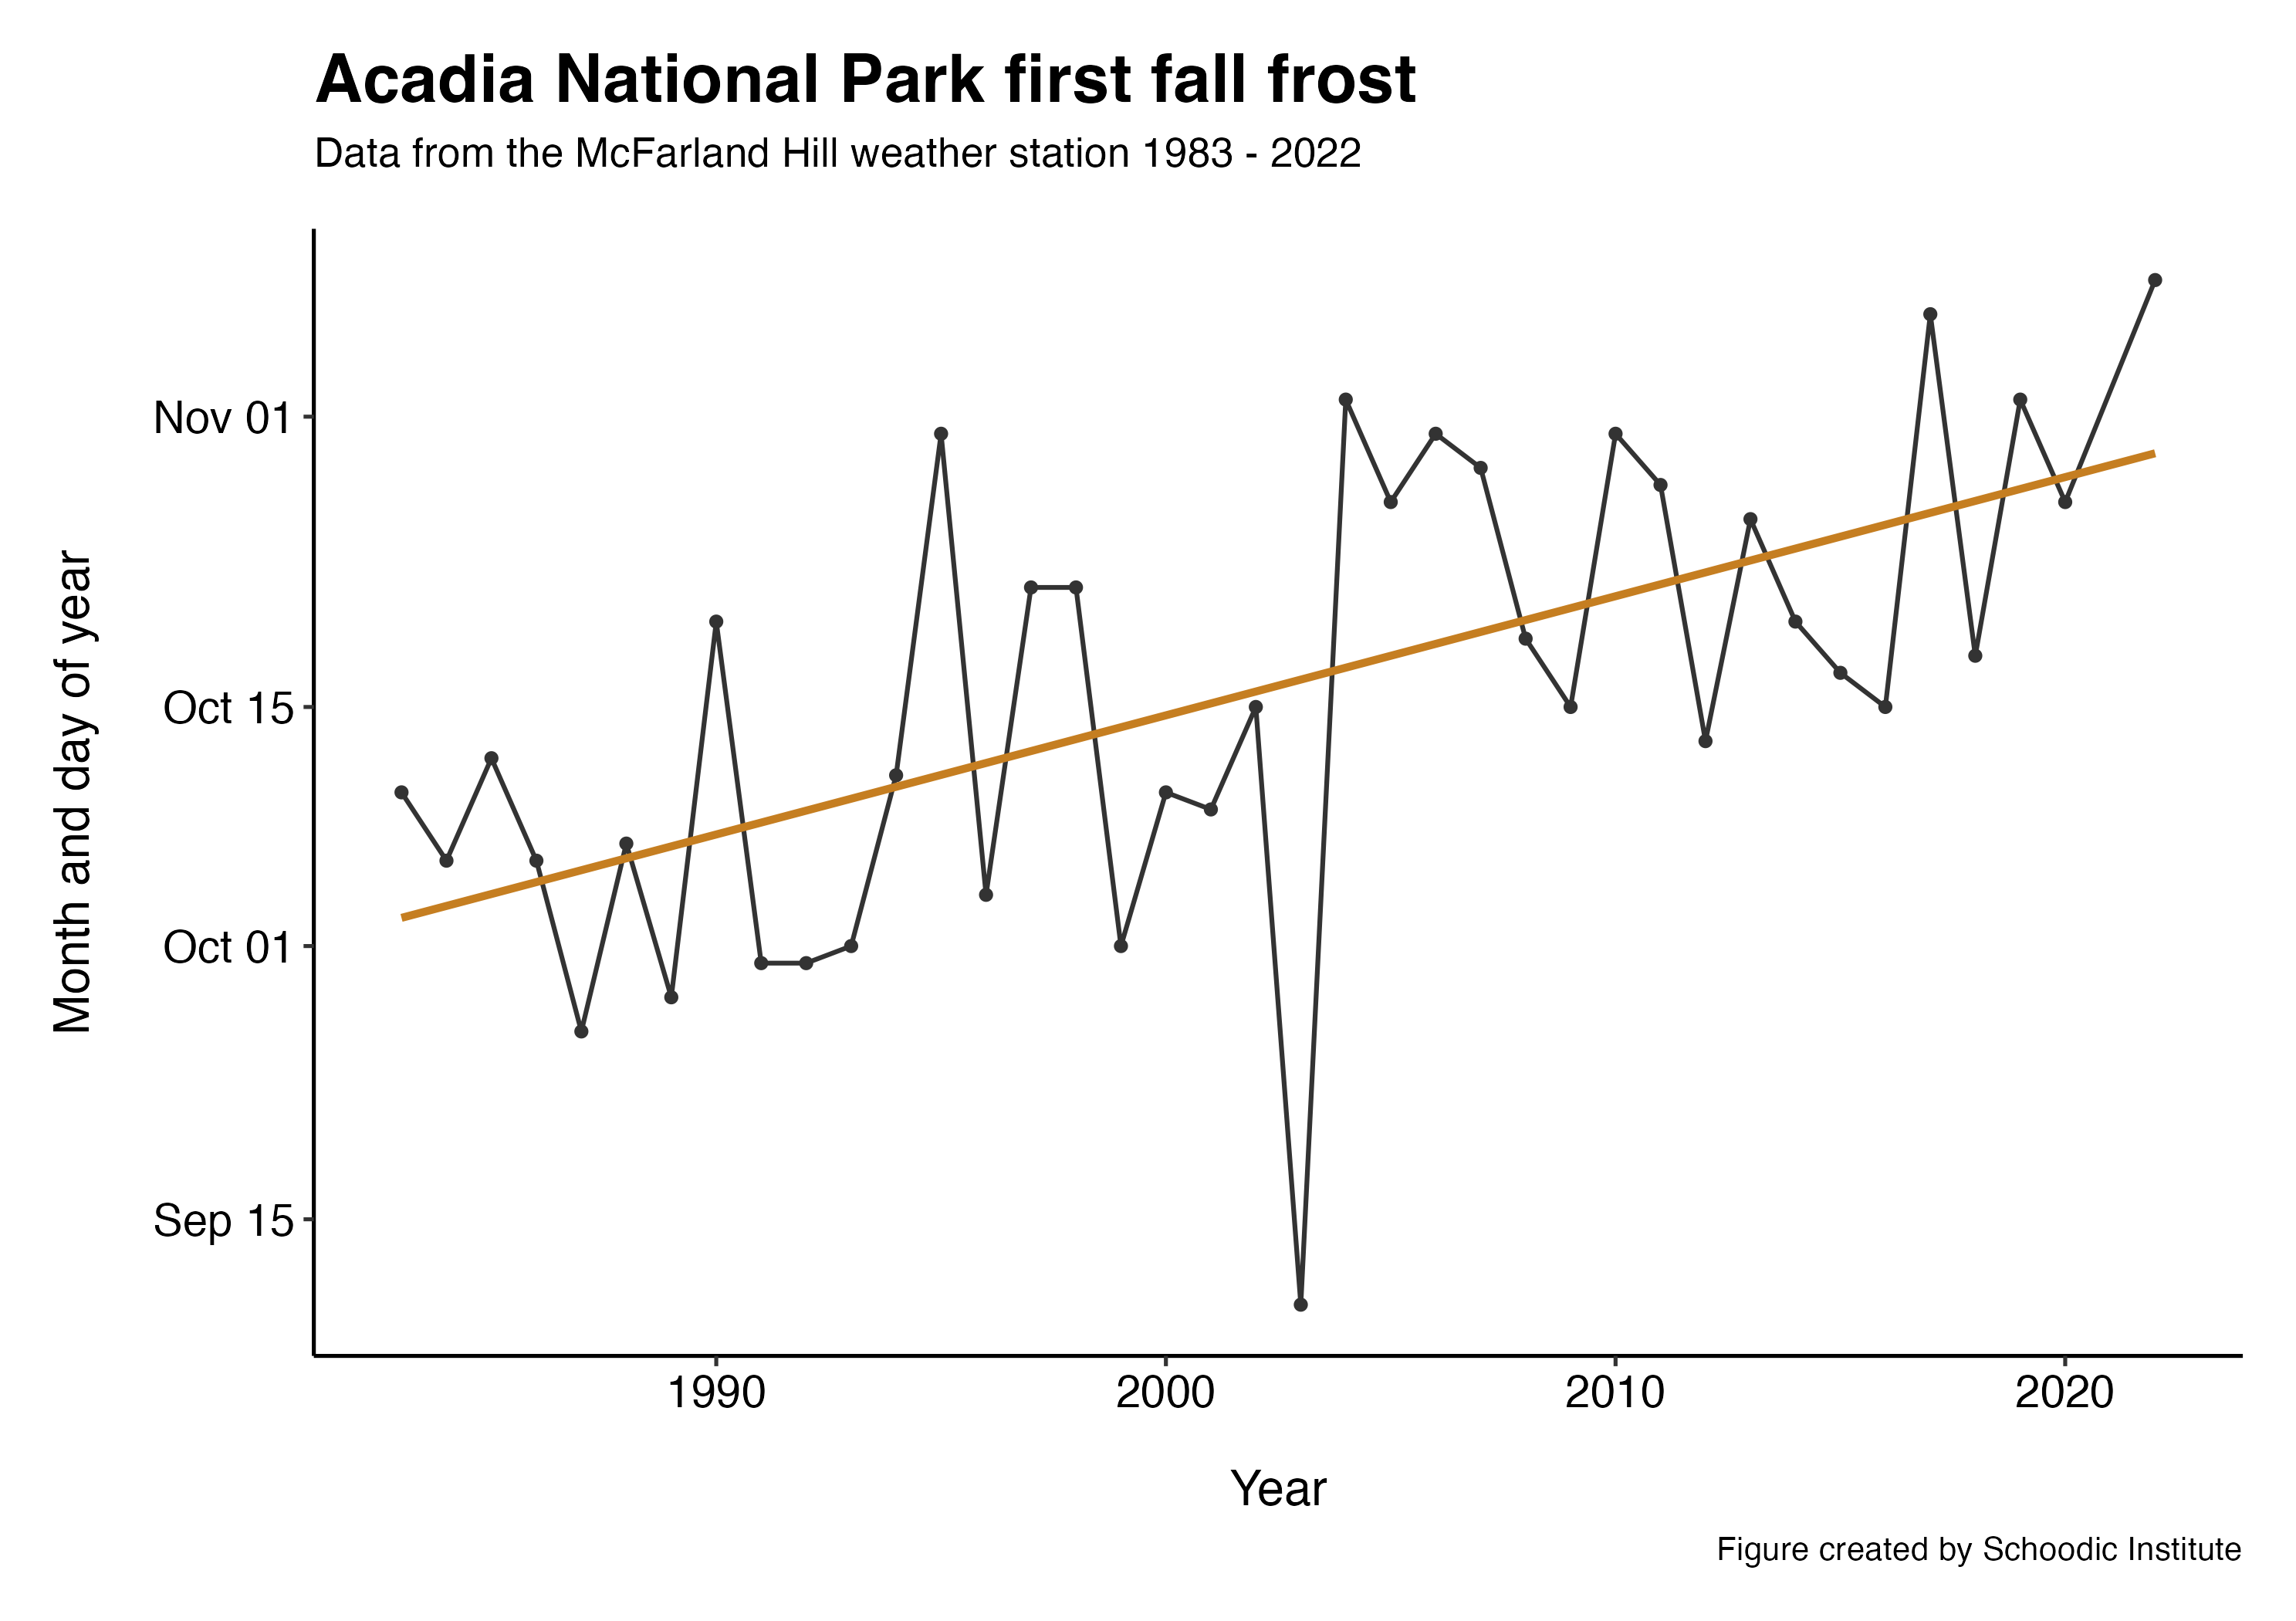 Acadia National Park first fall frost
Data from the McFarland Hill weather station 1983 - 2022
Month and day of year
Nov 01
Oct 15
Oct 01
Sep 15
1990 2000 2010 2020
Year
Figure created by Schoodic Institute